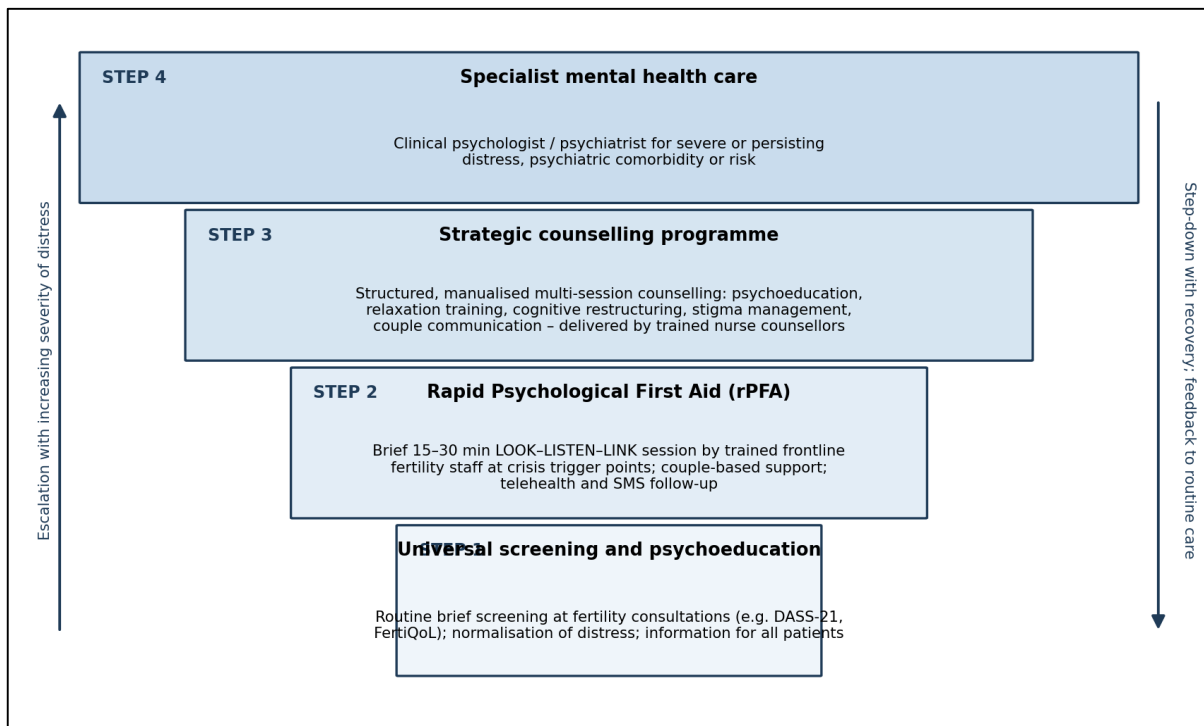 STEP 4
Specialist mental health care
Clinical psychologist / psychiatrist for severe or persisting
distress, psychiatric comorbidity or risk
STEP 3
Strategic counselling programme
Structured, manualised multi-session counselling: psychoeducation,
relaxation training, cognitive restructuring, stigma management,
couple communication – delivered by trained nurse counsellors
STEP 2
Rapid Psychological First Aid (rPFA)
Brief 15–30 min LOOK–LISTEN–LINK session by trained frontline
fertility staff at crisis trigger points; couple-based support;
telehealth and SMS follow-up
STEP 1
Universal screening and psychoeducation
Routine brief screening at fertility consultations (e.g. DASS-21,
FertiQoL); normalisation of distress; information for all patients
Escalation with increasing severity of distress
Step-down with recovery; feedback to routine care